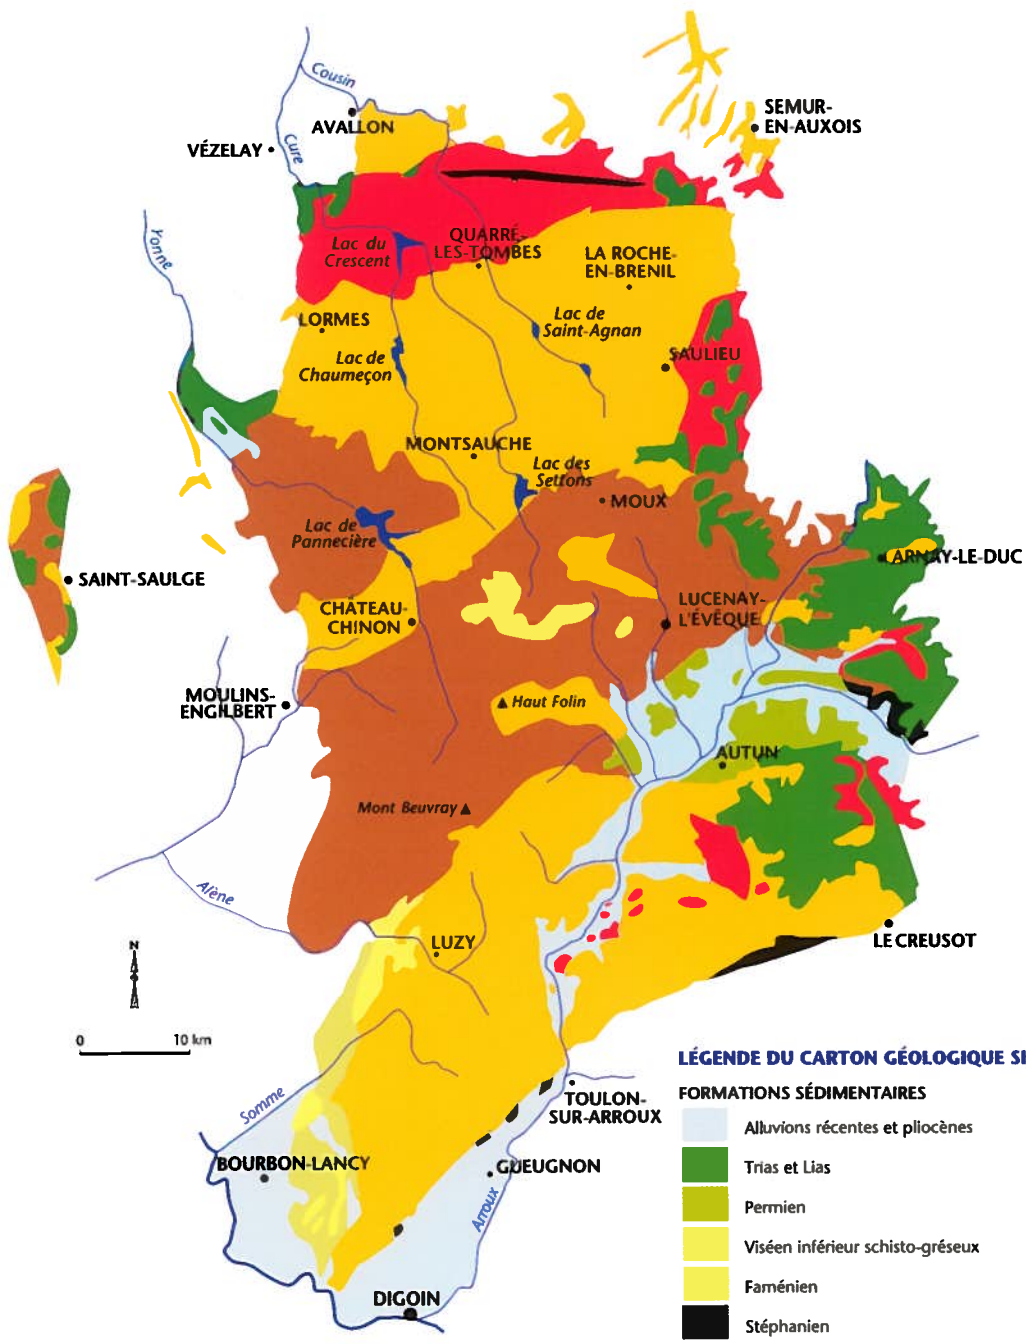 Cousin
AVALLON
SEMUR-
EN-AUXOIS
VÉZELAY
Cure
Yonne
Lac du
Crescent
QUARRÉ-
LES-TOMBES
LA ROCHE-
EN-BRENIL
LORMES
Lac de
Saint-Agnan
Lac de
Chaumeçon
SAULIEU
MONTSAUCHE
Lac des
Settons
MOUX
Lac de
Pannecière
ARNAY-LE-DUC
SAINT-SAULGE
CHÂTEAU-
CHINON
LUCENAY-
L'ÉVÊQUE
MOULINS-
ENGILBERT
Haut Folin
AUTUN
Mont Beuvray
Alène
LUZY
LE CREUSOT
N
0 10 km
Somme
TOULON-
SUR-ARROUX
BOURBON-LANCY
GUEUGNON
Arroux
DIGOIN
LÉGENDE DU CARTON GÉOLOGIQUE SI
FORMATIONS SÉDIMENTAIRES
Alluvions récentes et pliocènes
Trias et Lias
Permien
Viséen inférieur schisto-gréseux
Faménien
Stéphanien